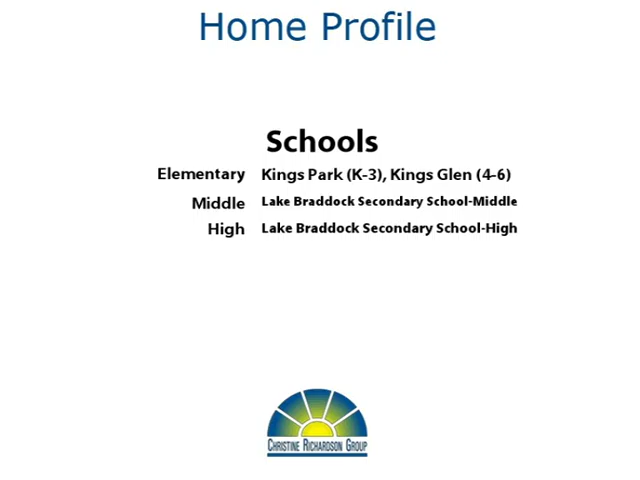 Home Profile
Schools
Elementary Kings Park (K-3), Kings Glen (4-6)
Middle Lake Braddock Secondary School-Middle
High Lake Braddock Secondary School-High
CHRISTINE RICHARDSON GROUP